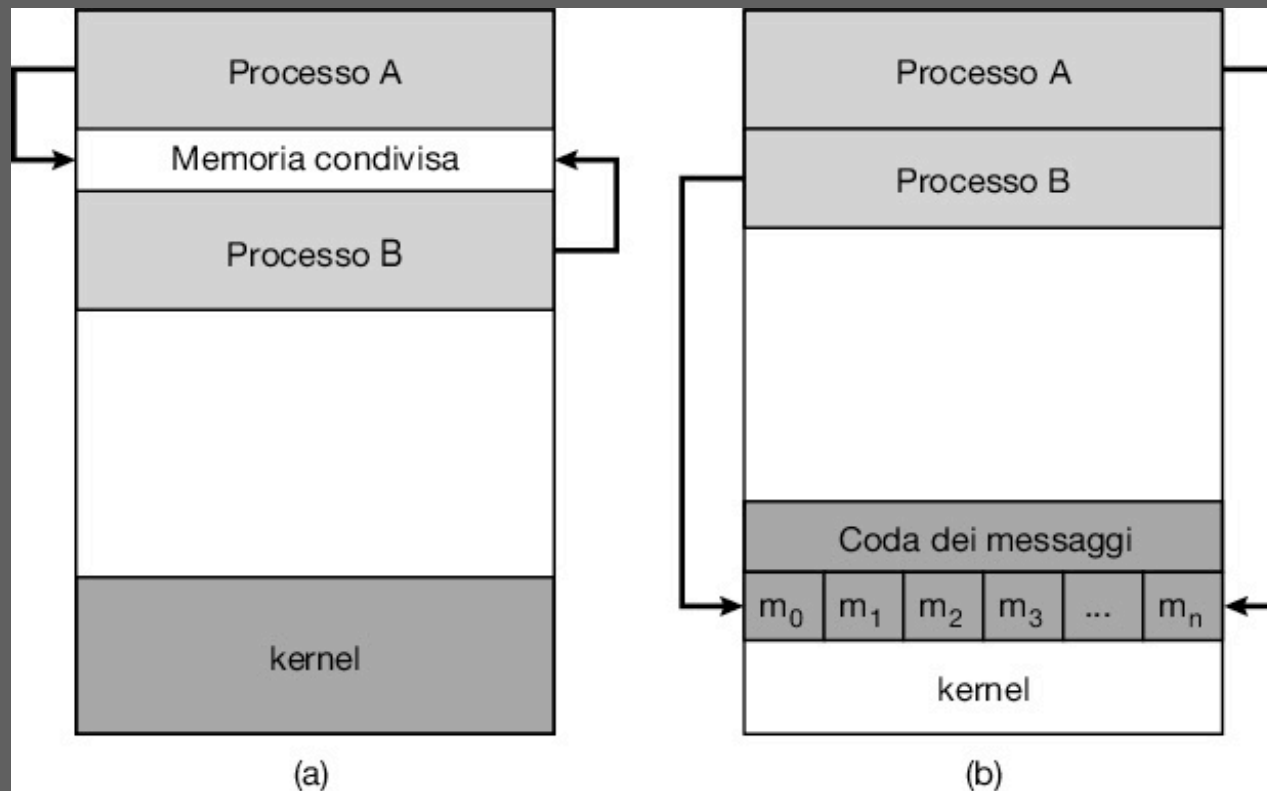 Processo A
Memoria condivisa
Processo B
kernel
(a)
Processo A
Processo B
Coda dei messaggi
m₀ m₁ m₂ m₃ ... mₙ
kernel
(b)